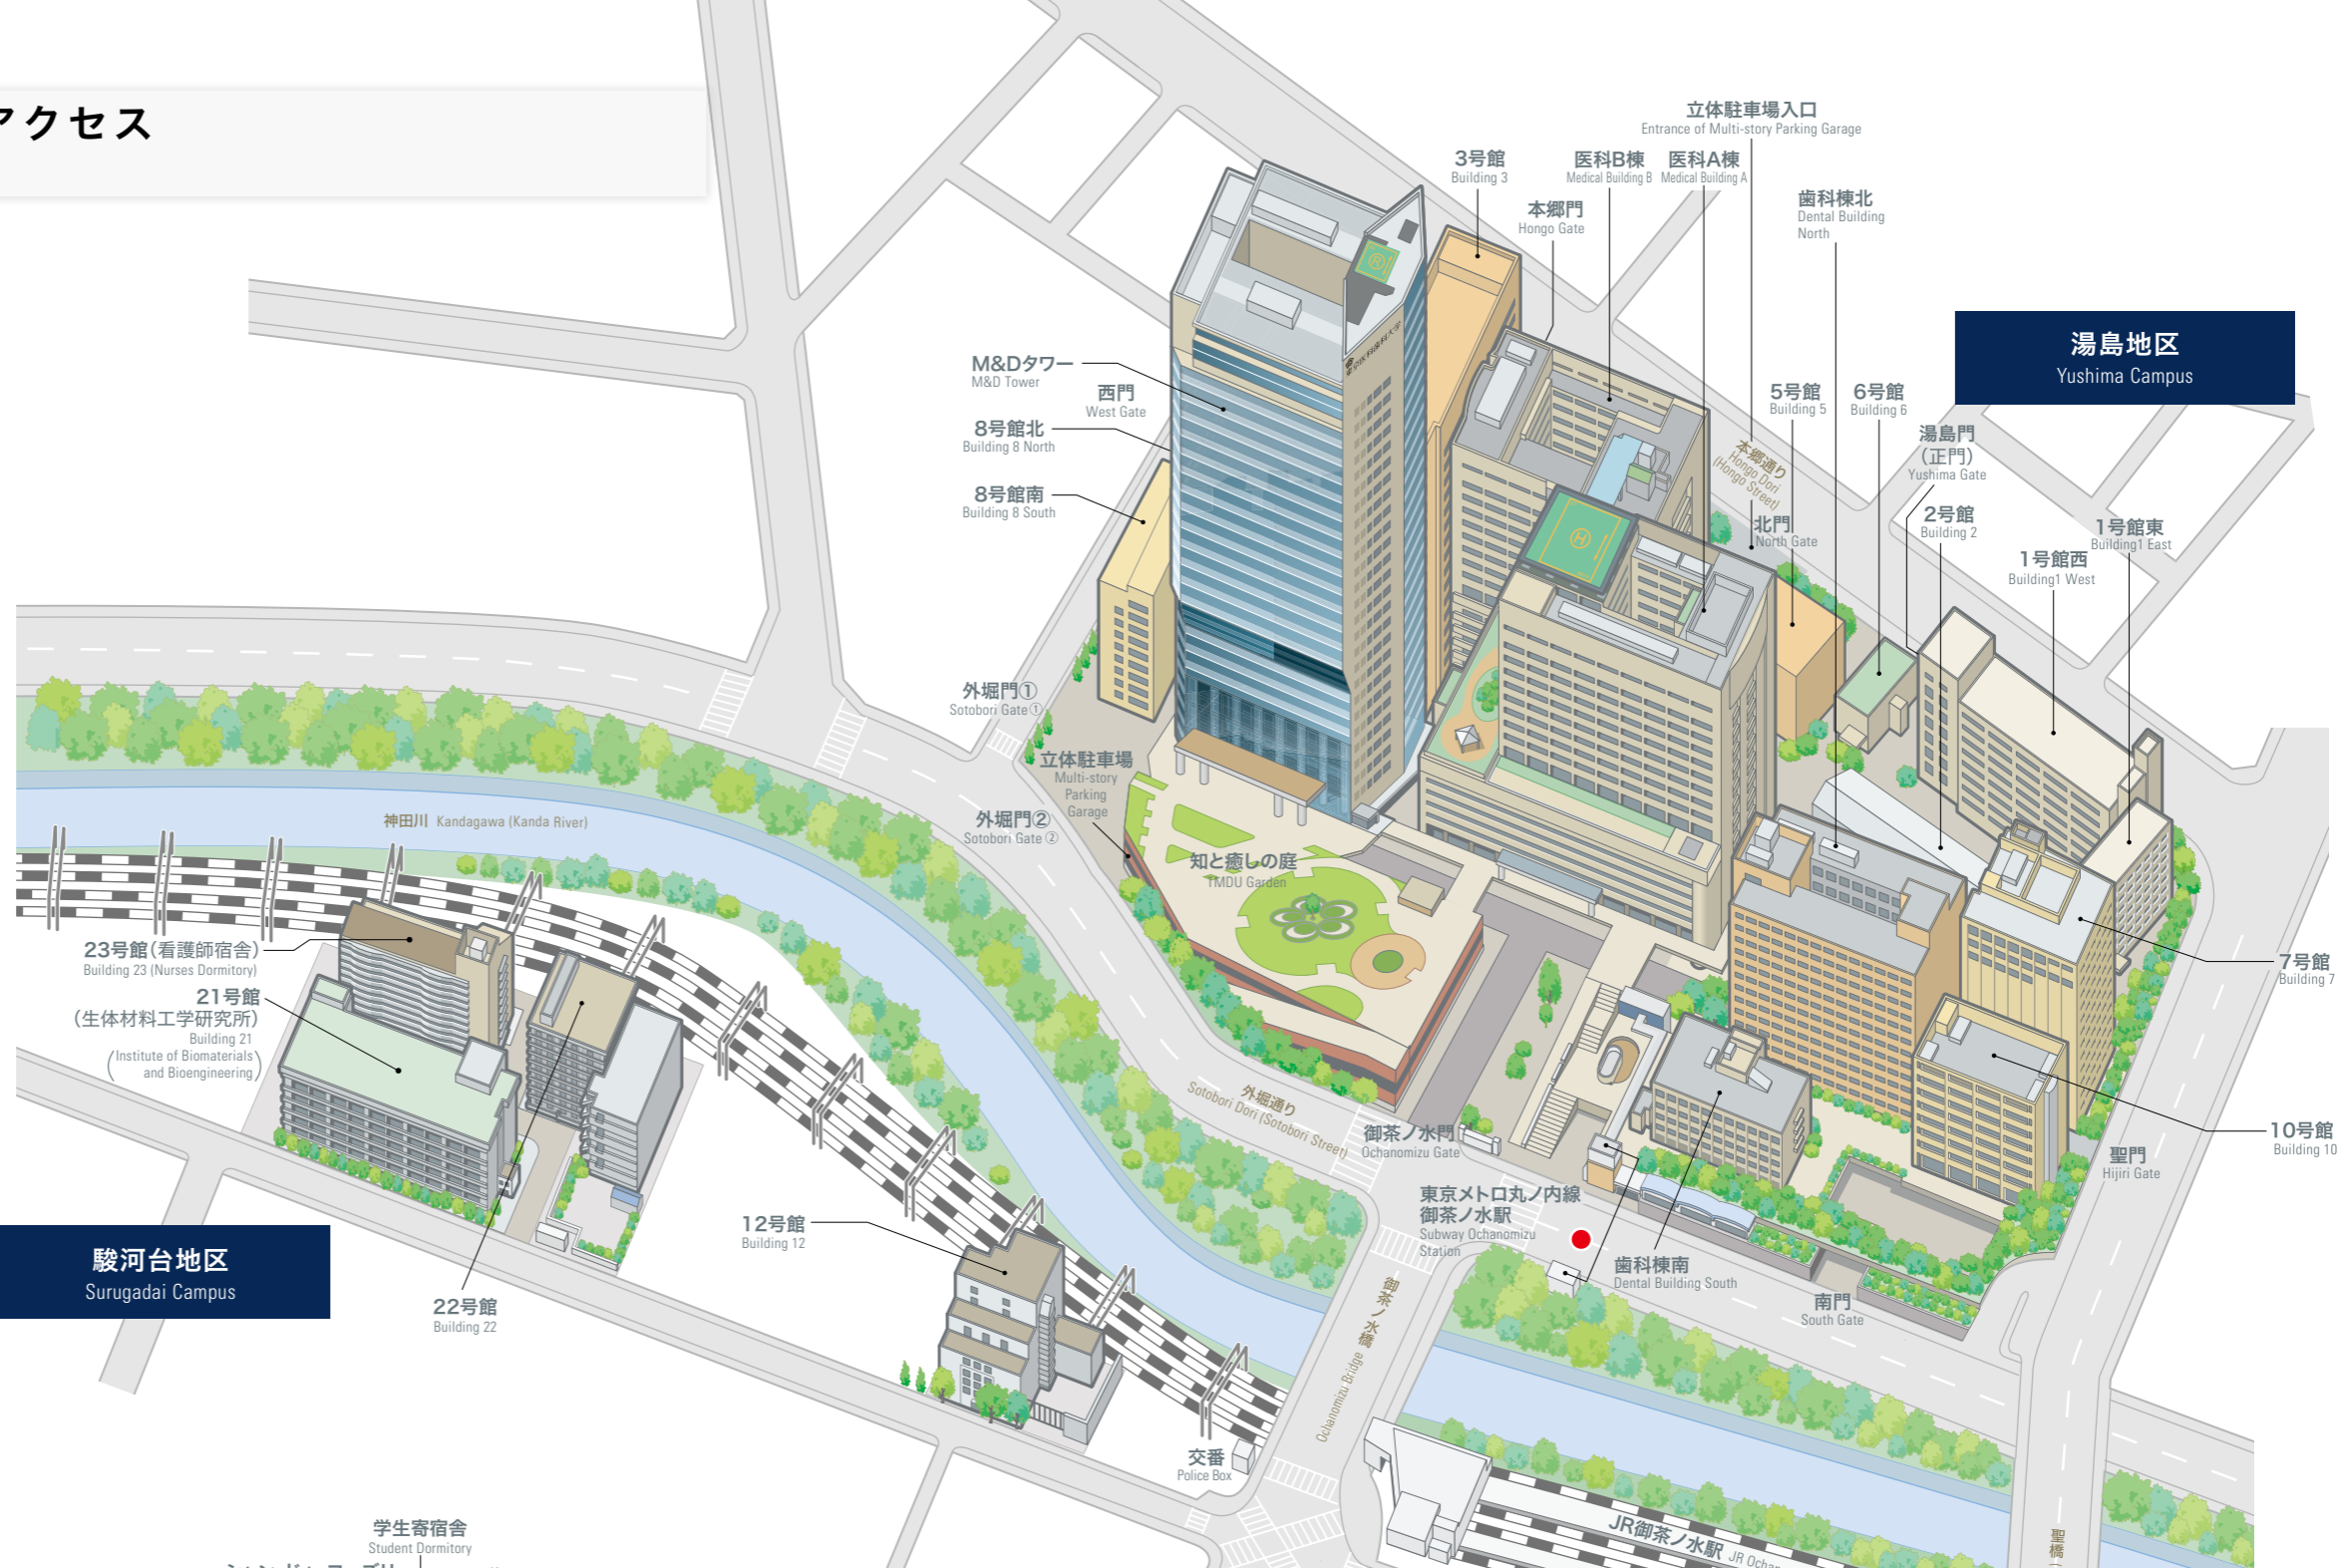 アクセス
立体駐車場入口
Entrance of Multi-story Parking Garage
3号館
Building 3
医科B棟
Medical Building B
医科A棟
Medical Building A
本郷門
Hongo Gate
歯科棟北
Dental Building
North
湯島地区
Yushima Campus
M&Dタワー
M&D Tower
西門
West Gate
8号館北
Building 8 North
8号館南
Building 8 South
5号館
Building 5
6号館
Building 6
湯島門
(正門)
Yushima Gate
本郷通り
Hongo Dori
(Hongo Street)
北門
North Gate
2号館
Building 2
1号館東
Building1 East
1号館西
Building1 West
H
R
外堀門①
Sotobori Gate①
立体駐車場
Multi-story
Parking
Garage
外堀門②
Sotobori Gate②
知と癒しの庭
TMDU Garden
神田川 Kandagawa (Kanda River)
23号館(看護師宿舎)
Building 23 (Nurses Dormitory)
21号館
(生体材料工学研究所)
Building 21
(Institute of Biomaterials
and Bioengineering)
7号館
Building 7
10号館
Building 10
外堀通り
Sotobori Dori (Sotobori Street)
御茶ノ水門
Ochanomizu Gate
聖門
Hijiri Gate
東京メトロ丸ノ内線
御茶ノ水駅
Subway Ochanomizu
Station
歯科棟南
Dental Building South
南門
South Gate
12号館
Building 12
駿河台地区
Surugadai Campus
22号館
Building 22
御茶ノ水橋
Ochanomizu Bridge
交番
Police Box
JR御茶ノ水駅 JR Ochan
聖橋
学生寄宿舎
Student Dormitory